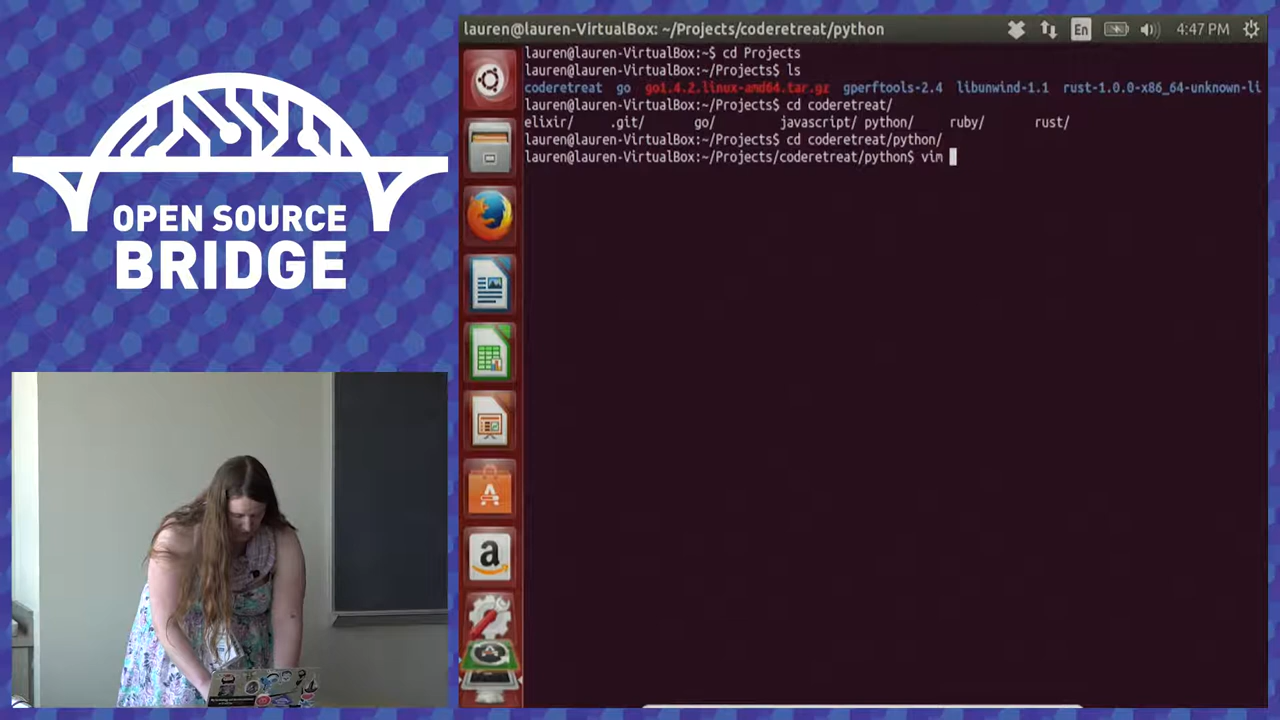 OPEN SOURCE
BRIDGE
lauren@lauren-VirtualBox: ~/Projects/coderetreat/python
En
4:47 PM
lauren@lauren-VirtualBox:~$ cd Projects
lauren@lauren-VirtualBox:~/Projects$ ls
coderetreat go go1.4.2.linux-amd64.tar.gz gperftools-2.4 libunwind-1.1 rust-1.0.0-x86_64-unknown-li
lauren@lauren-VirtualBox:~/Projects$ cd coderetreat/
elixir/ .git/ go/ javascript/ python/ ruby/ rust/
lauren@lauren-VirtualBox:~/Projects$ cd coderetreat/python/
lauren@lauren-VirtualBox:~/Projects/coderetreat/python$ vim
a